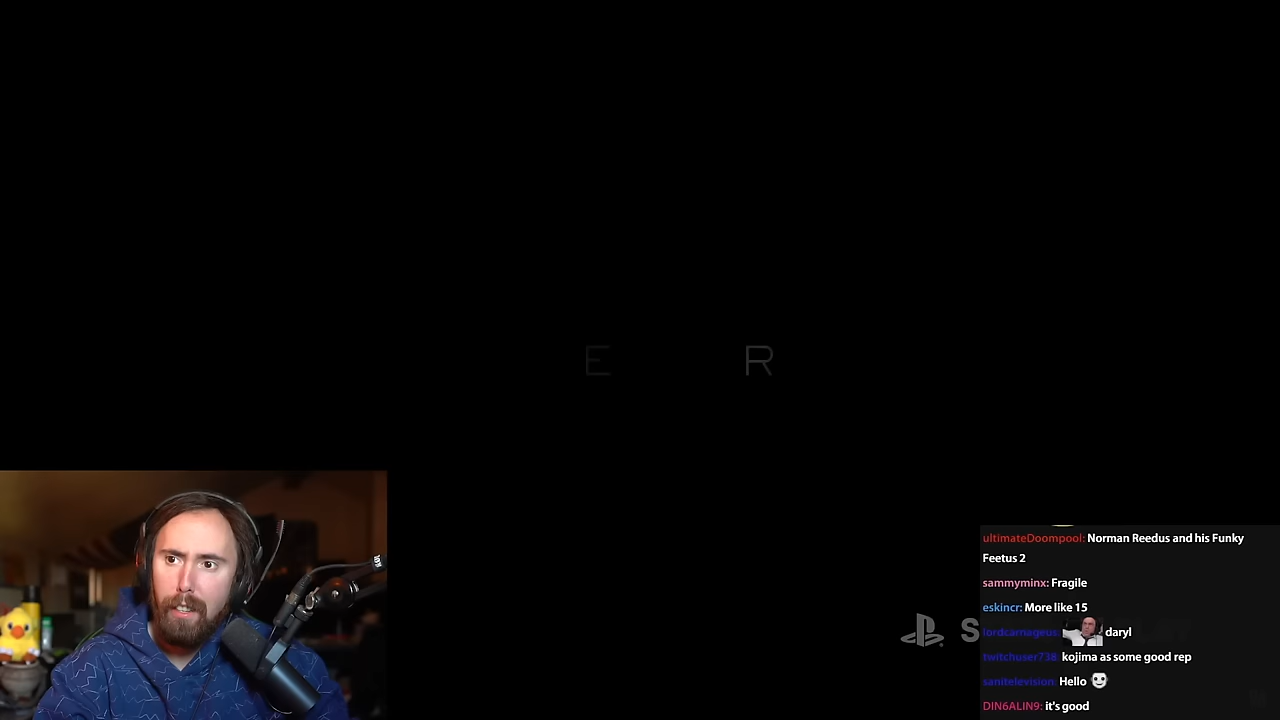 E R
S
ultimateDoompool: Norman Reedus and his Funky
Feetus 2
sammyminx: Fragile
eskincr: More like 15
lordcarnageus: daryl
twitchuser738: kojima as some good rep
sanitelevision: Hello
DIN6ALIN9: it's good